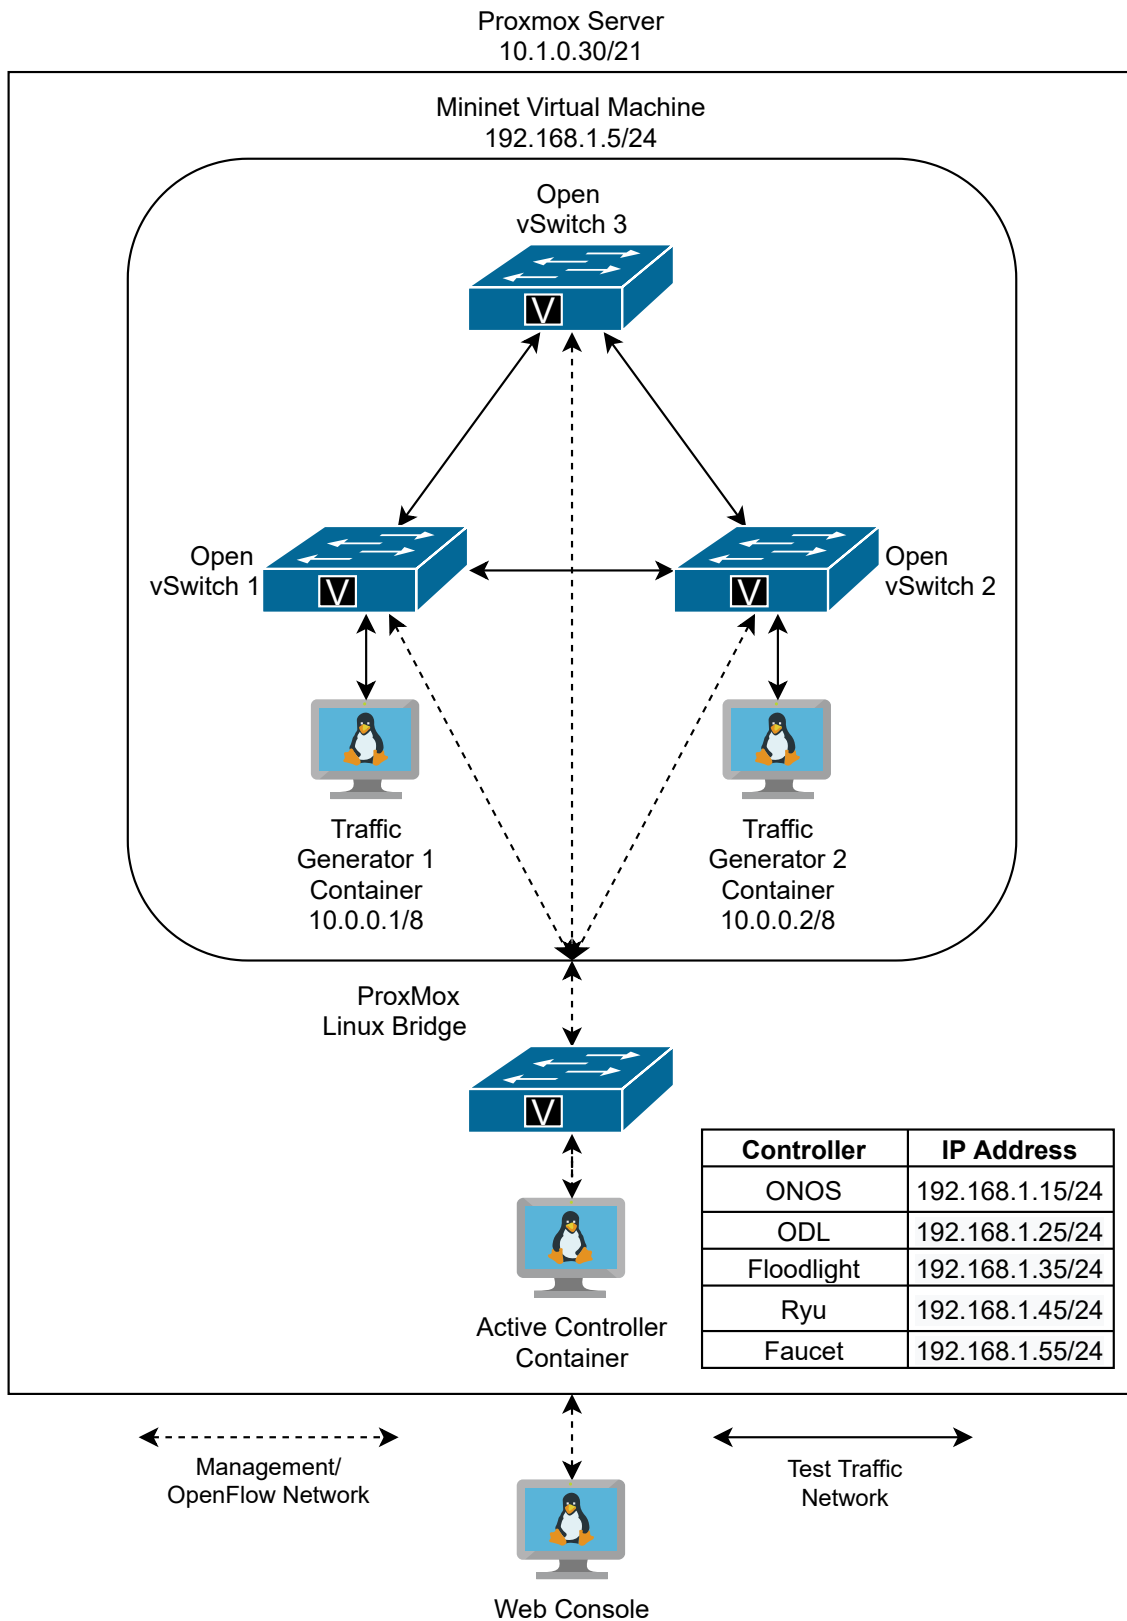 Proxmox Server
10.1.0.30/21
Mininet Virtual Machine
192.168.1.5/24
Open
vSwitch 3
V
Open
vSwitch 1
V
V
Open
vSwitch 2
Traffic
Generator 1
Container
10.0.0.1/8
Traffic
Generator 2
Container
10.0.0.2/8
ProxMox
Linux Bridge
V
Controller IP Address
ONOS 192.168.1.15/24
ODL 192.168.1.25/24
Floodlight 192.168.1.35/24
Ryu 192.168.1.45/24
Faucet 192.168.1.55/24
Active Controller
Container
Management/
OpenFlow Network
Test Traffic
Network
Web Console